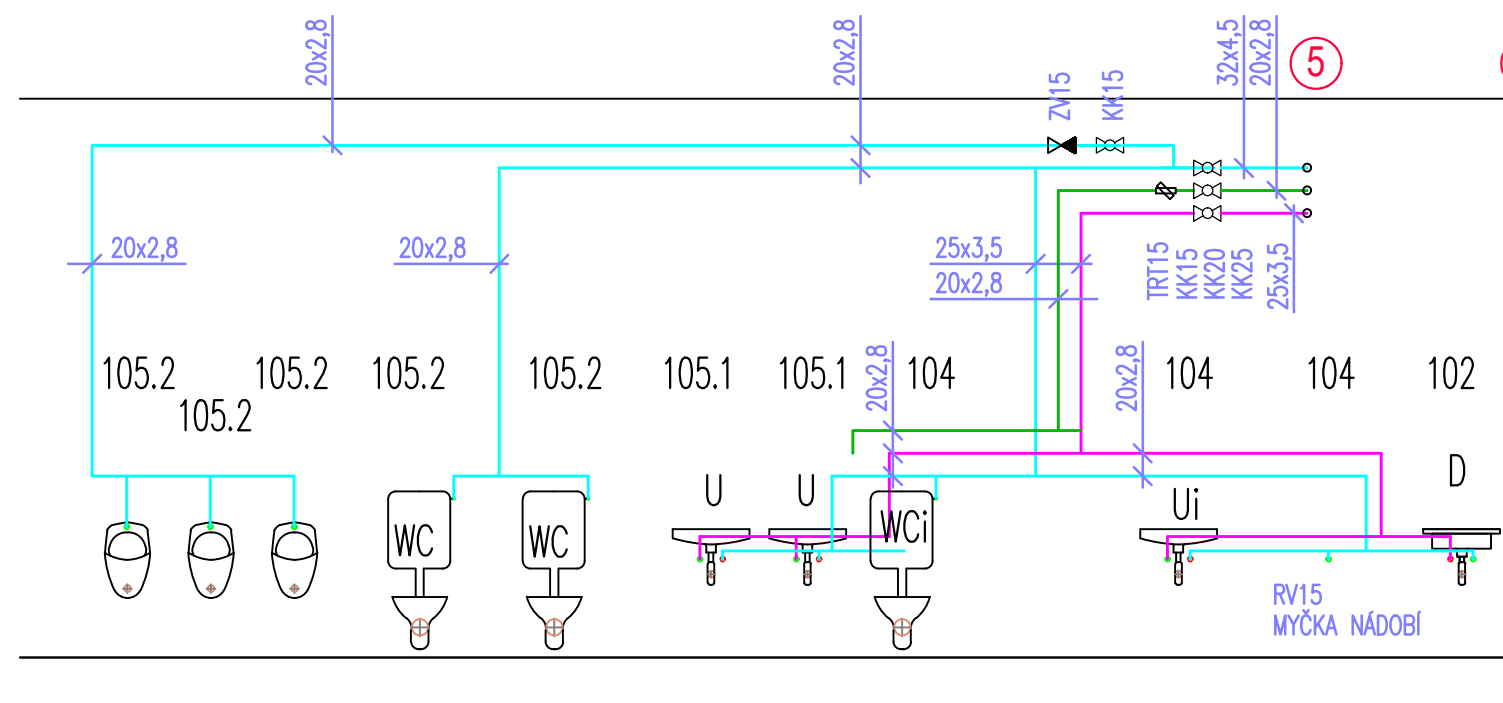 20x2,8
20x2,8
32x4,5
20x2,8
5
ZV15
KK15
20x2,8
20x2,8
25x3,5
20x2,8
TRT15
KK15
KK20
KK25
25x3,5
105.2
105.2
105.2
105.2
105.2
105.1
105.1
20x2,8
104
20x2,8
104
104
102
U
U
Ui
D
WC
WC
WCi
RV15
MYČKA NÁDOBÍ